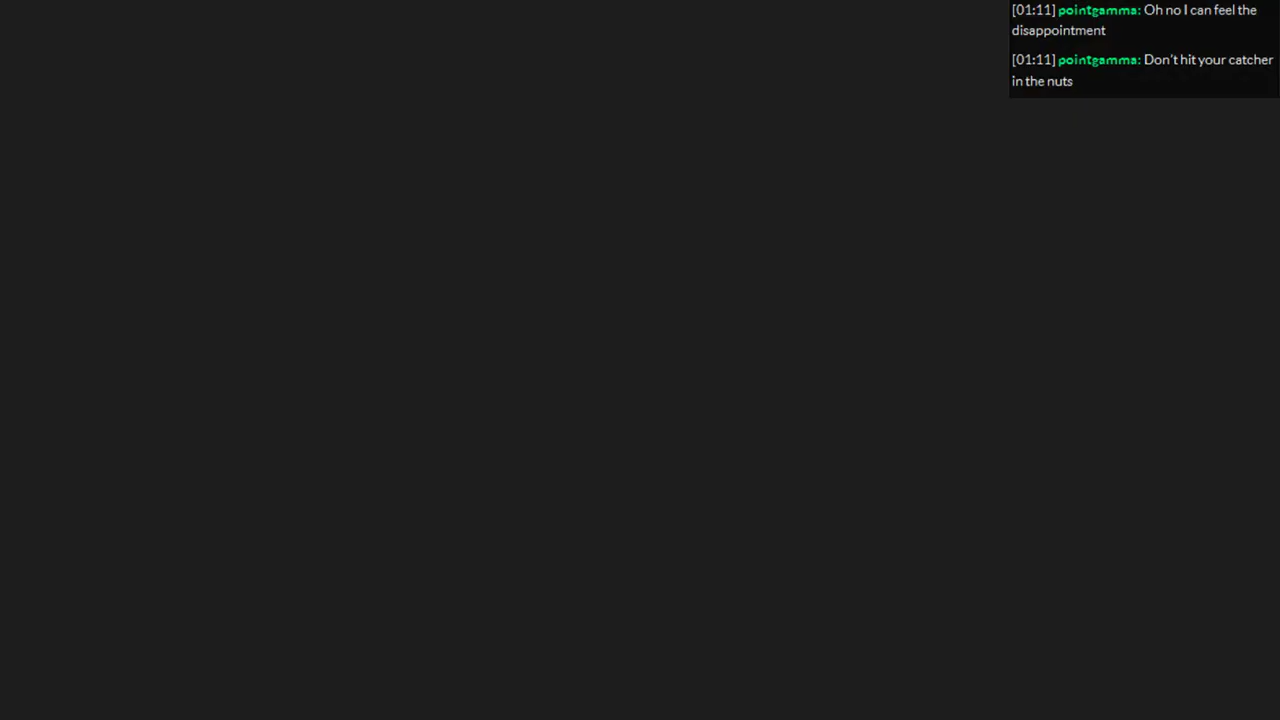 [01:11] pointgamma: Oh no I can feel the
disappointment
[01:11] pointgamma: Don't hit your catcher
in the nuts